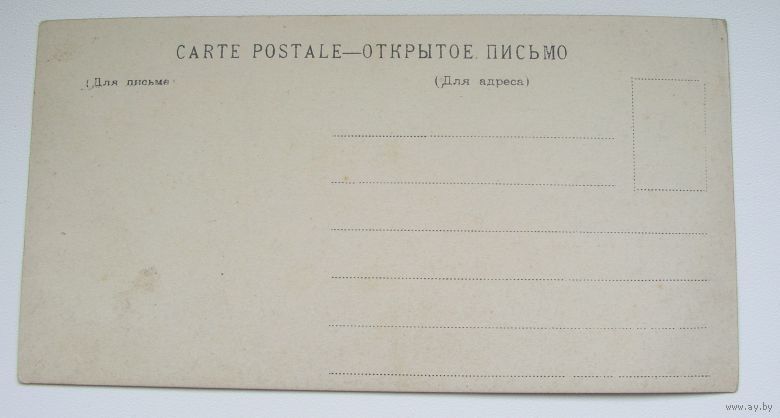 CARTE POSTALE—ОТКРЫТОЕ ПИСЬМО
(Для письма (Для адреса)
www.ay.by